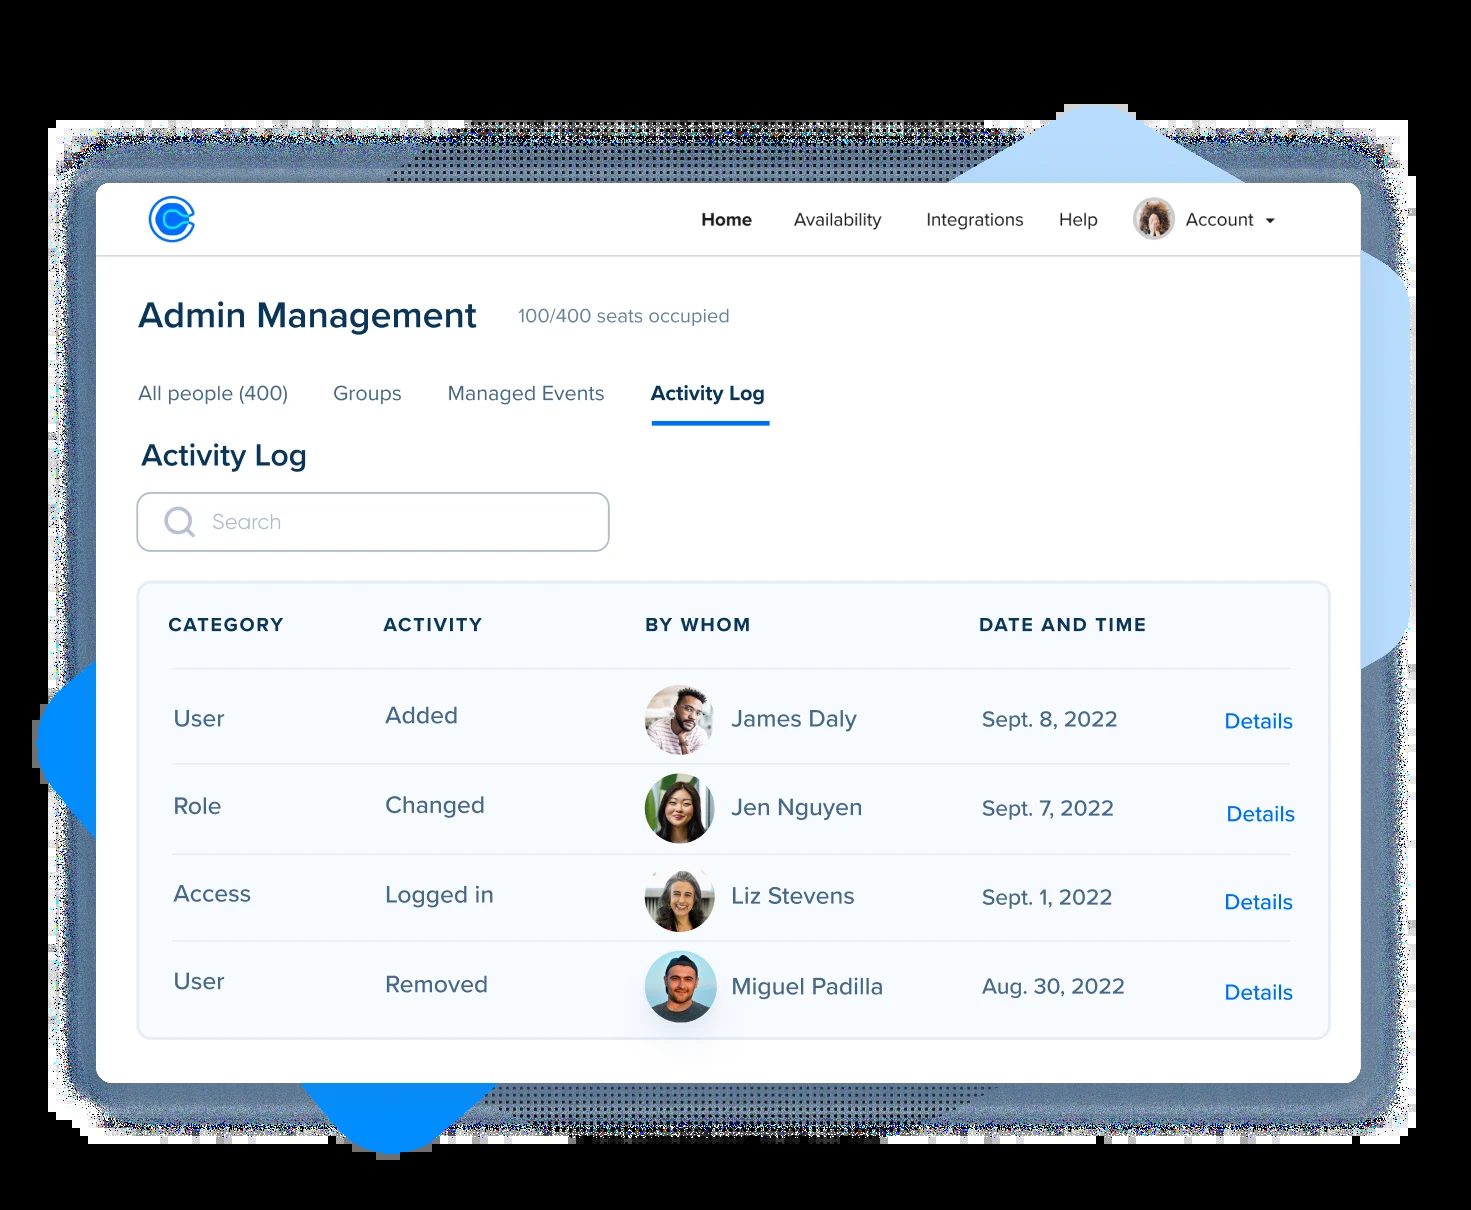 Home Availability Integrations Help Account
Admin Management 100/400 seats occupied
All people (400) Groups Managed Events Activity Log
Activity Log
Search
CATEGORY ACTIVITY BY WHOM DATE AND TIME
User Added James Daly Sept. 8, 2022 Details
Role Changed Jen Nguyen Sept. 7, 2022 Details
Access Logged in Liz Stevens Sept. 1, 2022 Details
User Removed Miguel Padilla Aug. 30, 2022 Details